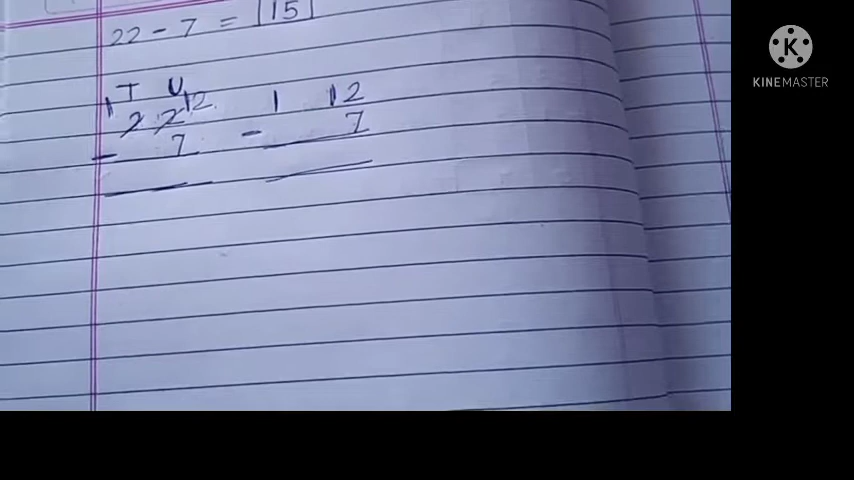 22 - 7 = 15
T U
1 12 1 12
2 2 - 7
- 7
KINEMASTER